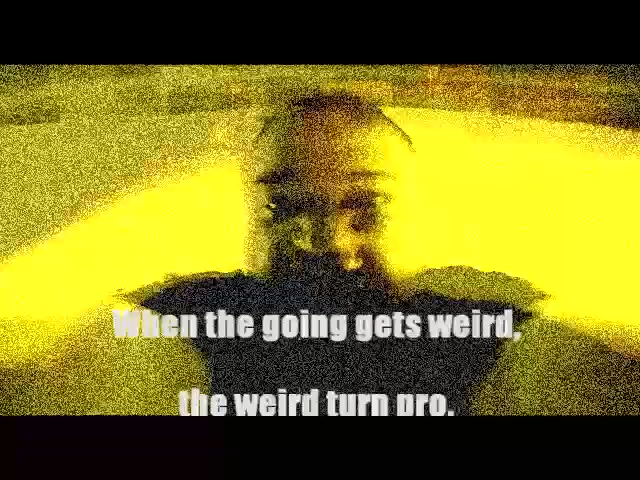 When the going gets weird,
the weird turn pro.